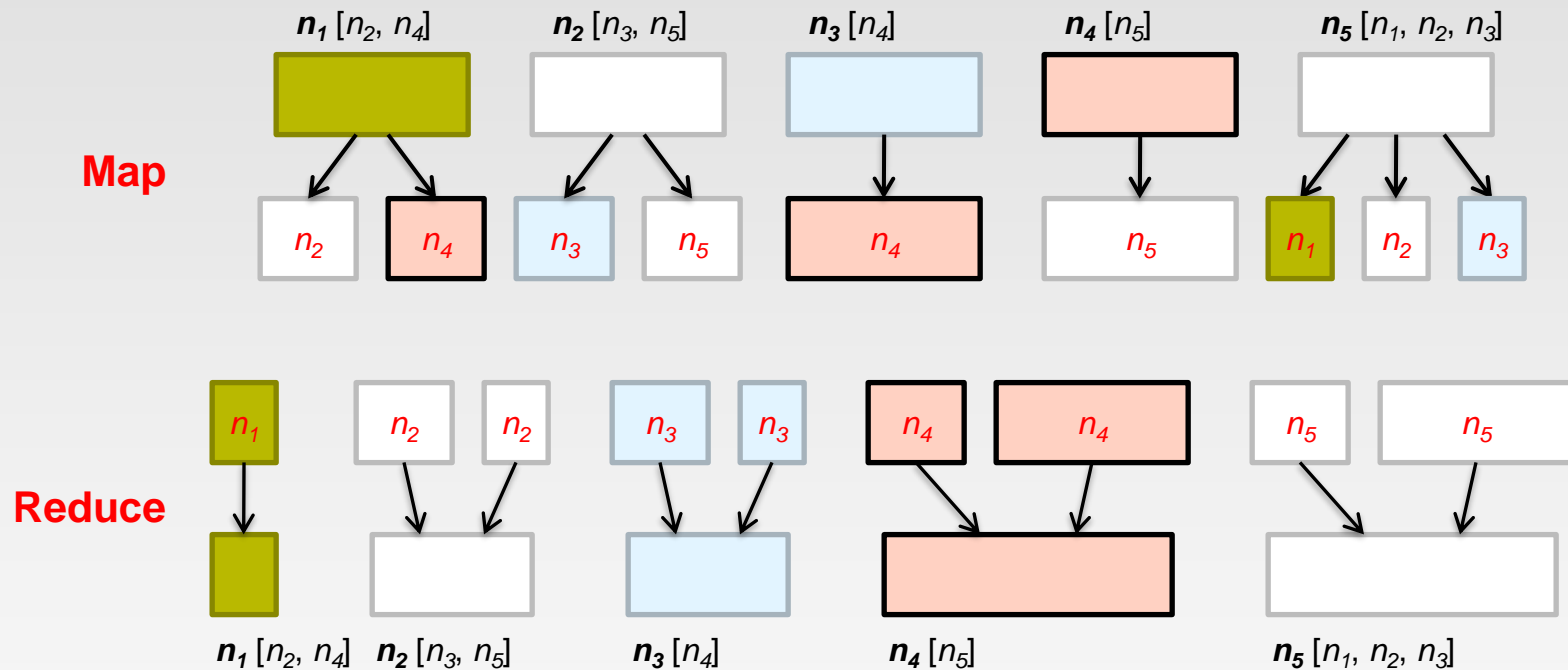 n1 [n2, n4] n2 [n3, n5] n3 [n4] n4 [n5] n5 [n1, n2, n3]
Map
n2 n4 n3 n5 n4 n5 n1 n2 n3
n1 n2 n2 n3 n3 n4 n4 n5 n5
Reduce
n1 [n2, n4] n2 [n3, n5] n3 [n4] n4 [n5] n5 [n1, n2, n3]